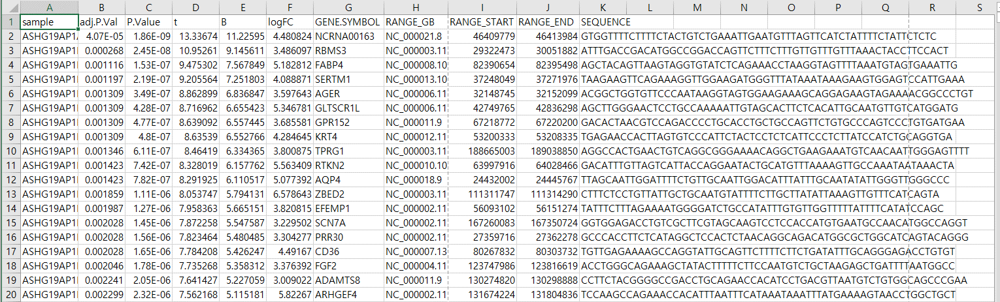 A B C D E F G H I J K L M N O P Q R S
1 sample adj.P.Val P.Value t B logFC GENE.SYMBOL RANGE_GB RANGE_START RANGE_END SEQUENCE
2 ASHG19AP1 4.07E-05 1.86E-09 13.33674 11.22595 4.480824 NCRNA00163 NC_000021.8 46409779 46413984 GTGGTTTTCTTTTCTACTGTCTGAAATTGAATGTTTAGTTCATCTATTTTCTATTCTCTC
3 ASHG19AP1 0.000268 2.45E-08 10.95261 9.145611 3.486097 RBMS3 NC_000003.11 29322473 30051882 ATTTGACCGACATGGCCGGACCAGTTCTTTCTTTGTTGTTTGTTTAAACTACCTTCCACT
4 ASHG19AP1 0.001116 1.53E-07 9.475302 7.567849 5.182812 FABP4 NC_000008.10 82390654 82395498 AGCTACAGTTAAGTAGGTGTATCTCAGAAACCTAAGGTAGTTTTAAATGTAGTGAAATTG
5 ASHG19AP1 0.001197 2.19E-07 9.205564 7.251803 4.088871 SERTM1 NC_000013.10 37248049 37271976 TAAGAAGTTCAGAAAGGTTGGAAGATGGGTTTATAAATAAAGAAGTGGAGTCCATTGAAA
6 ASHG19AP1 0.001309 3.49E-07 8.862899 6.836847 3.597643 AGER NC_000006.11 32148745 32152099 ACGGCTGGTGTTCCCAATAAGGTAGTGGAAGAAAGCAGGAGAAGTAGAAAACGGCCCTGT
7 ASHG19AP1 0.001309 4.28E-07 8.716962 6.655423 5.346781 GLTSCR1L NC_000006.11 42749765 42836298 AGCTTGGGAACTCCTGCCAAAAATTGTAGCACTTCTCACATTGCAATGTTGTCATGGATG
8 ASHG19AP1 0.001309 4.77E-07 8.639092 6.557445 3.685581 GPR152 NC_000011.9 67218772 67220200 GACACTAACGTCCAGACCCCTGCACCTGCTGCCAGTTCTGTGCCCAGTCCCTGTGATGAA
9 ASHG19AP1 0.001309 4.8E-07 8.63539 6.552766 4.284645 KRT4 NC_000012.11 53200333 53208335 TGAGAACCACTTAGTGTCCCATTCTACTCCTCTCATTCCCTCTTATCCATCTGCAGGTGA
10 ASHG19AP1 0.001346 6.11E-07 8.46419 6.334365 3.800875 TPRG1 NC_000003.11 188665003 189038850 AGGCCACTGAACTGTCAGGCGGGAAAACAGGCTGAAGAAATGTCAACAATTGGGAGTTTT
11 ASHG19AP1 0.001423 7.42E-07 8.328019 6.157762 5.563409 RTKN2 NC_000010.10 63997916 64028466 GACATTTGTTAGTCATTACCAGGAATACTGCATGTTTAAAAGTTGCCAAATAATAAACTA
12 ASHG19AP1 0.001423 7.82E-07 8.291925 6.110517 5.077392 AQP4 NC_000018.9 24432002 24445767 TTAGCAATTGGATTTTCTGTTGCAATTGGACATTTATTTGCAATATATTGGGTTGGGCCC
13 ASHG19AP1 0.001859 1.11E-06 8.053747 5.794131 6.578643 ZBED2 NC_000003.11 111311747 111314290 CTTTCTCCTGTTATTGCTGCAATGTATTTTCTTGCTTATATTAAAGTTGTTTCATCAGTA
14 ASHG19AP1 0.001987 1.27E-06 7.958363 5.665151 3.820815 EFEMP1 NC_000002.11 56093102 56151274 TATTTCTTTAGAAAATGGGGATCTGCCATATTTGTGTTGGTTTTTATTTTCATATCCAGC
15 ASHG19AP1 0.002028 1.45E-06 7.872258 5.547587 3.229502 SCN7A NC_000002.11 167260083 167350724 GGTGGAGACCTGTCGCTTCGTAGCAAGTCCTCCACCATGTGAATGCCAACATGGCCAGGT
16 ASHG19AP1 0.002028 1.56E-06 7.823464 5.480485 3.304277 PRR30 NC_000002.11 27359716 27362278 GCCCACCTTCTCATAGGCTCCACTCTAACAGGCAGACATGGCGCTGGCATCAGTACAGGG
17 ASHG19AP1 0.002028 1.65E-06 7.784208 5.426247 4.49167 CD36 NC_000007.13 80267832 80303732 TGTTGAGAAAAGCCAGGTATTGCAGTTCTTTTCTTCTGATATTTGCAGGGAGACCTGTGT
18 ASHG19AP1 0.002046 1.78E-06 7.735268 5.358312 3.376392 FGF2 NC_000004.11 123747986 123816619 ACCTGGGCAGAAAGCTATACTTTTTCTTCCAATGTCTGCTAAGAGCTGATTTTAATGGCC
19 ASHG19AP1 0.002241 2.05E-06 7.641427 5.227059 3.009022 ADAMTS8 NC_000011.9 130274820 130298888 CCTTCTACGGGGCCGACCTGCAGAACCACATCCTGACGTTAATGTCTGTGGCAGCCCGAA
20 ASHG19AP1 0.002299 2.32E-06 7.562168 5.115181 5.82267 ARHGEF4 NC_000002.11 131674224 131804836 TCCAAGCCAGAAACCACATTTAATTTCATAAATAAATTTATGAAAAGTAACCTGGCTGCT